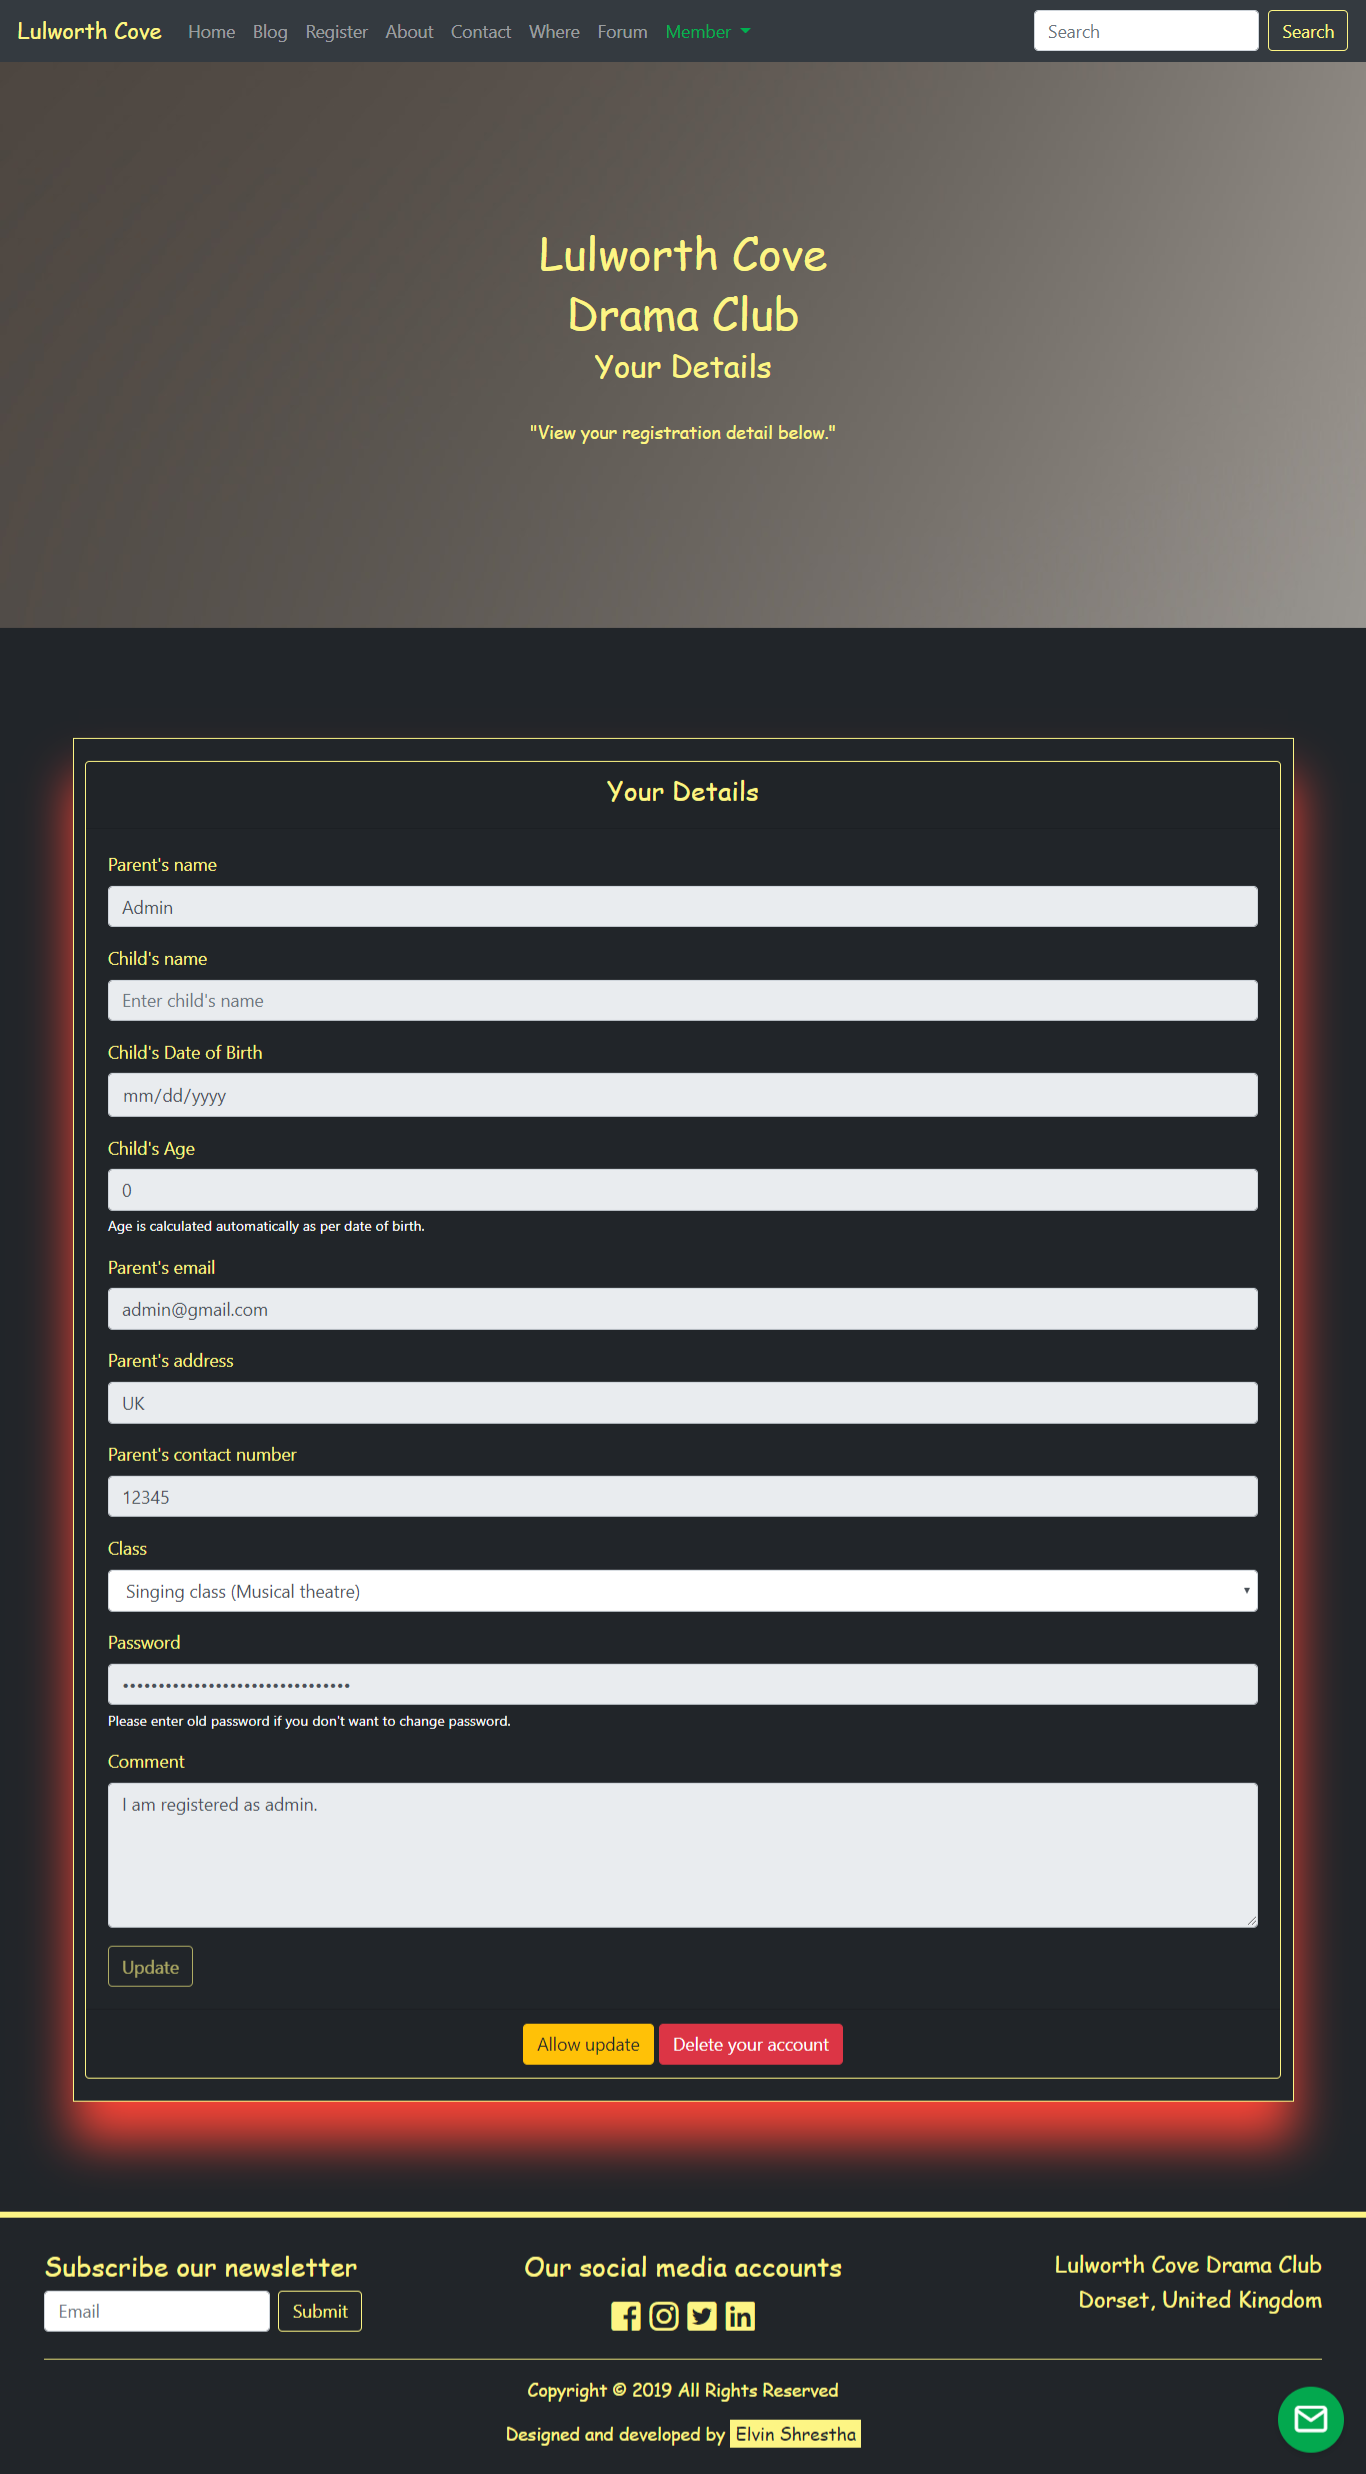 Lulworth Cove Home Blog Register About Contact Where Forum Member Search Search
Lulworth Cove
Drama Club
Your Details
"View your registration detail below."
Your Details
Parent's name
Admin
Child's name
Enter child's name
Child's Date of Birth
mm/dd/yyyy
Child's Age
0
Age is calculated automatically as per date of birth.
Parent's email
admin@gmail.com
Parent's address
UK
Parent's contact number
12345
Class
Singing class (Musical theatre)
Password
••••••••••••••••••••••••••••••••
Please enter old password if you don't want to change password.
Comment
I am registered as admin.
Update
Allow update Delete your account
Subscribe our newsletter
Email Submit
Our social media accounts
Lulworth Cove Drama Club
Dorset, United Kingdom
Copyright © 2019 All Rights Reserved
Designed and developed by Elvin Shrestha